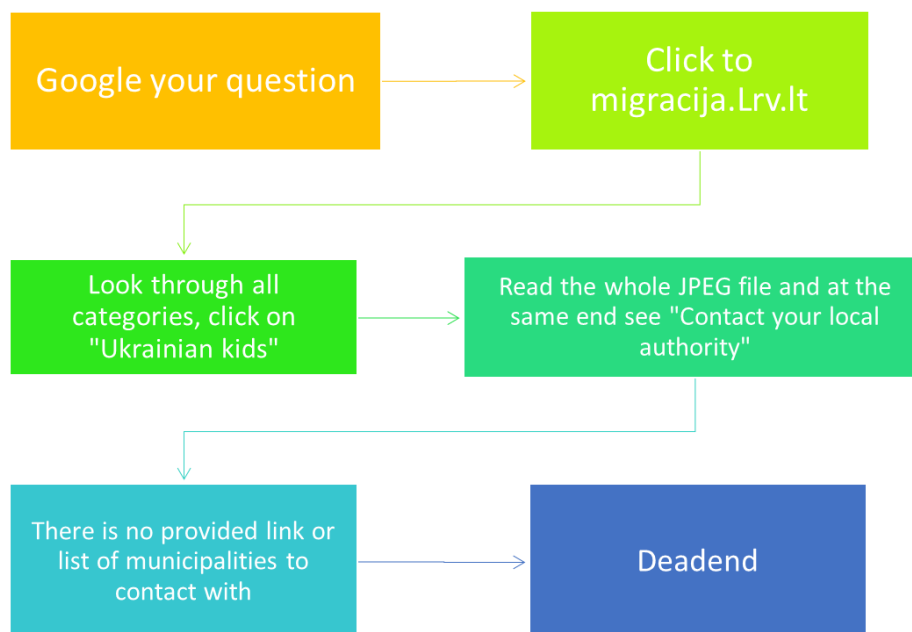 Google your question
Click to
migracija.Lrv.lt
Look through all
categories, click on
"Ukrainian kids"
Read the whole JPEG file and at the
same end see "Contact your local
authority"
There is no provided link or
list of municipalities to
contact with
Deadend